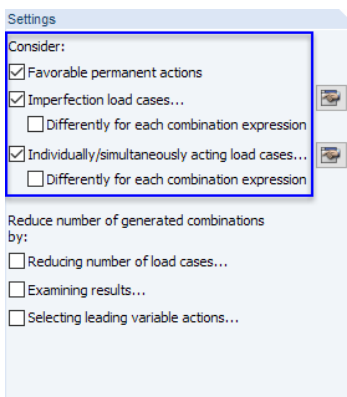 Settings
Consider:
Favorable permanent actions
Imperfection load cases...
Differently for each combination expression
Individually/simultaneously acting load cases...
Differently for each combination expression
Reduce number of generated combinations
by:
Reducing number of load cases...
Examining results...
Selecting leading variable actions...